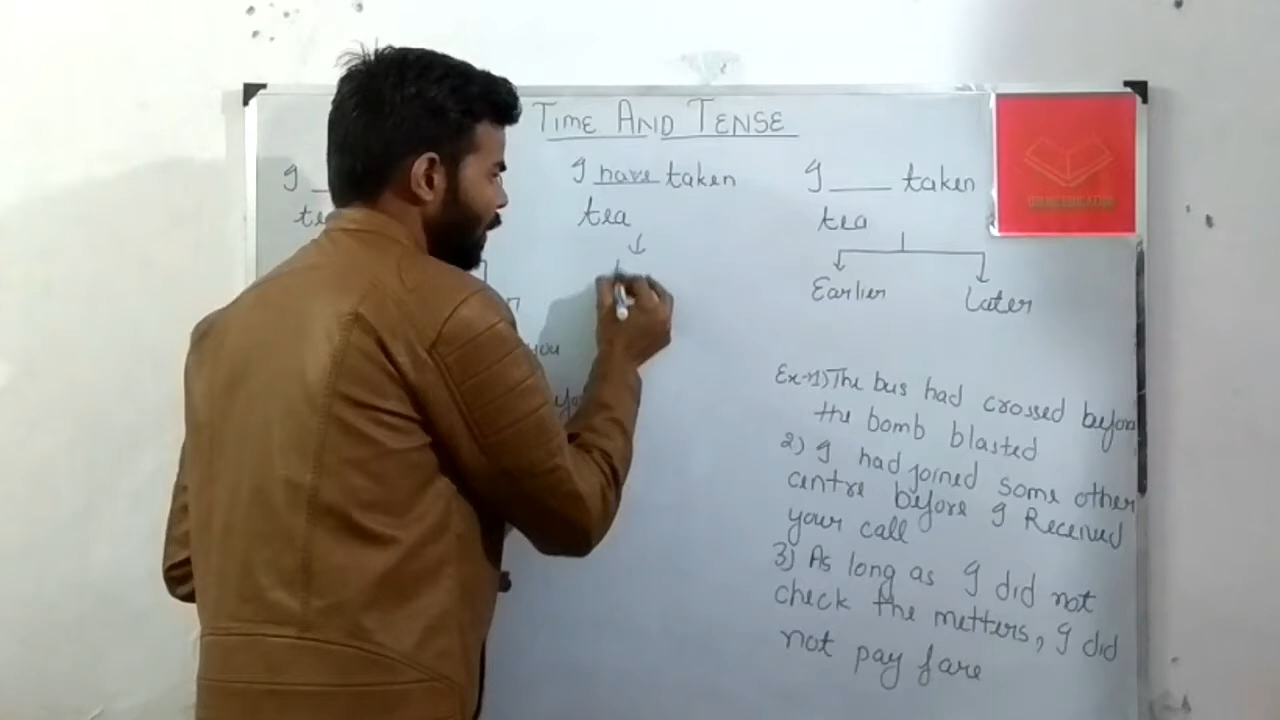 TIME AND TENSE
I have taken
tea
I ____ taken
tea
Earlier
Later
Ex-1) The bus had crossed before
the bomb blasted
2) I had joined some other
centre before I Received
your call
3) As long as I did not
check the metters, I did
not pay fare
I
you